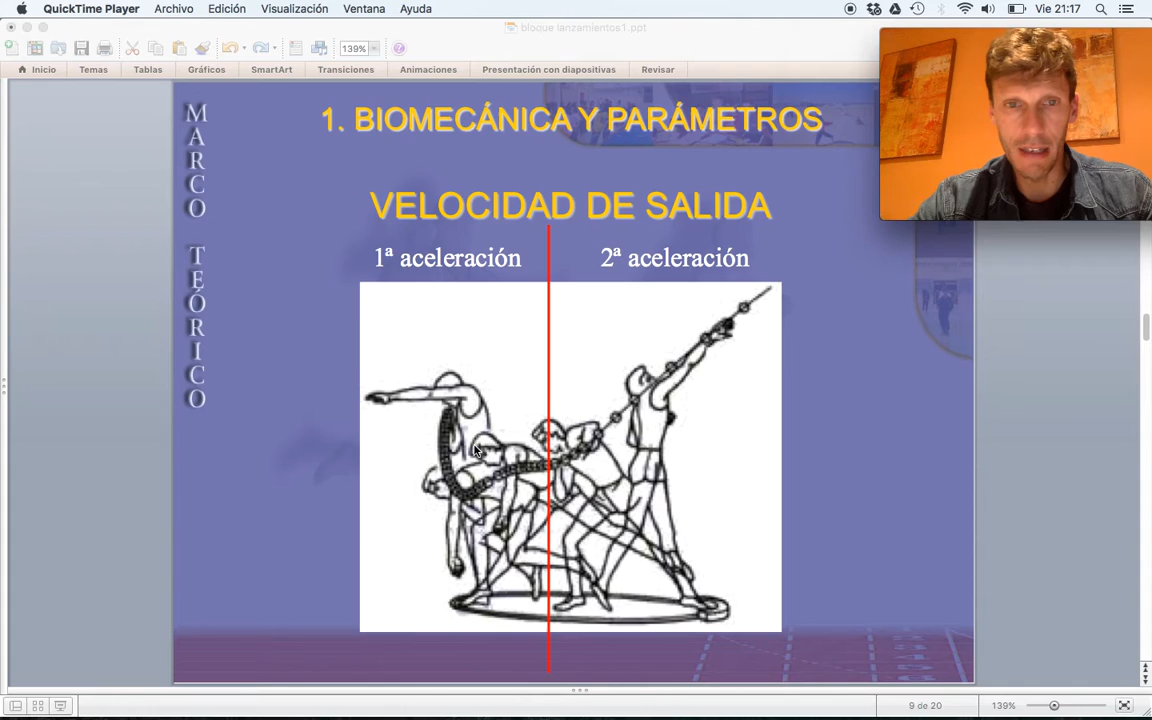 QuickTime Player Archivo Edición Visualización Ventana Ayuda Vie 21:17
bloque lanzamientos1.ppt
139%
Inicio Temas Tablas Gráficos SmartArt Transiciones Animaciones Presentación con diapositivas Revisar
MARCO TEÓRICO
1. BIOMECÁNICA Y PARÁMETROS
VELOCIDAD DE SALIDA
1ª aceleración 2ª aceleración
9 de 20 139%